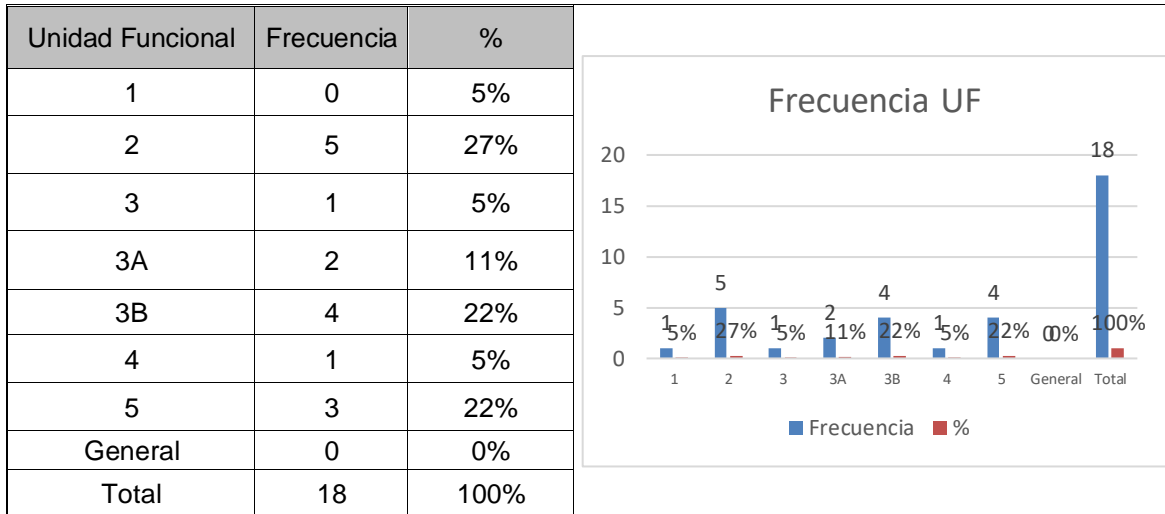 Unidad Funcional Frecuencia %
1 0 5%
2 5 27%
3 1 5%
3A 2 11%
3B 4 22%
4 1 5%
5 3 22%
General 0 0%
Total 18 100%
Frecuencia UF
20
15
10
5
0
1 5% 5 27% 1 5% 2 11% 4 22% 1 5% 4 22% 0 0% 18 100%
1 2 3 3A 3B 4 5 General Total
Frecuencia %